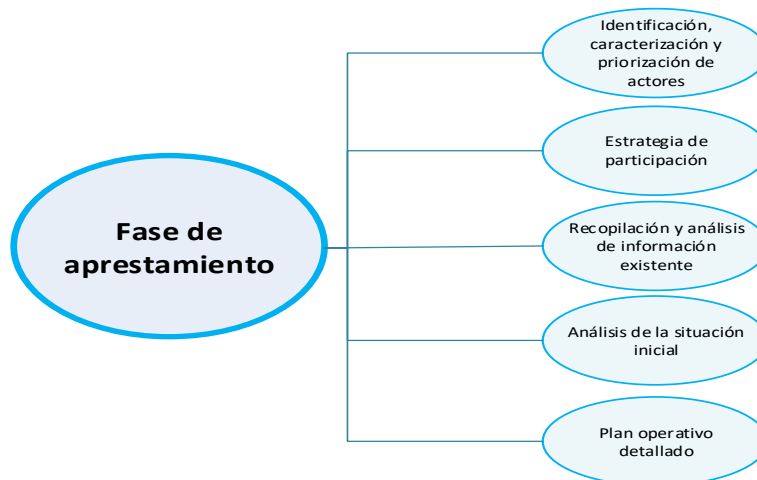 Identificación,
caracterización y
priorización de
actores
Estrategia de
participación
Fase de
aprestamiento
Recopilación y análisis
de información
existente
Análisis de la situación
inicial
Plan operativo
detallado